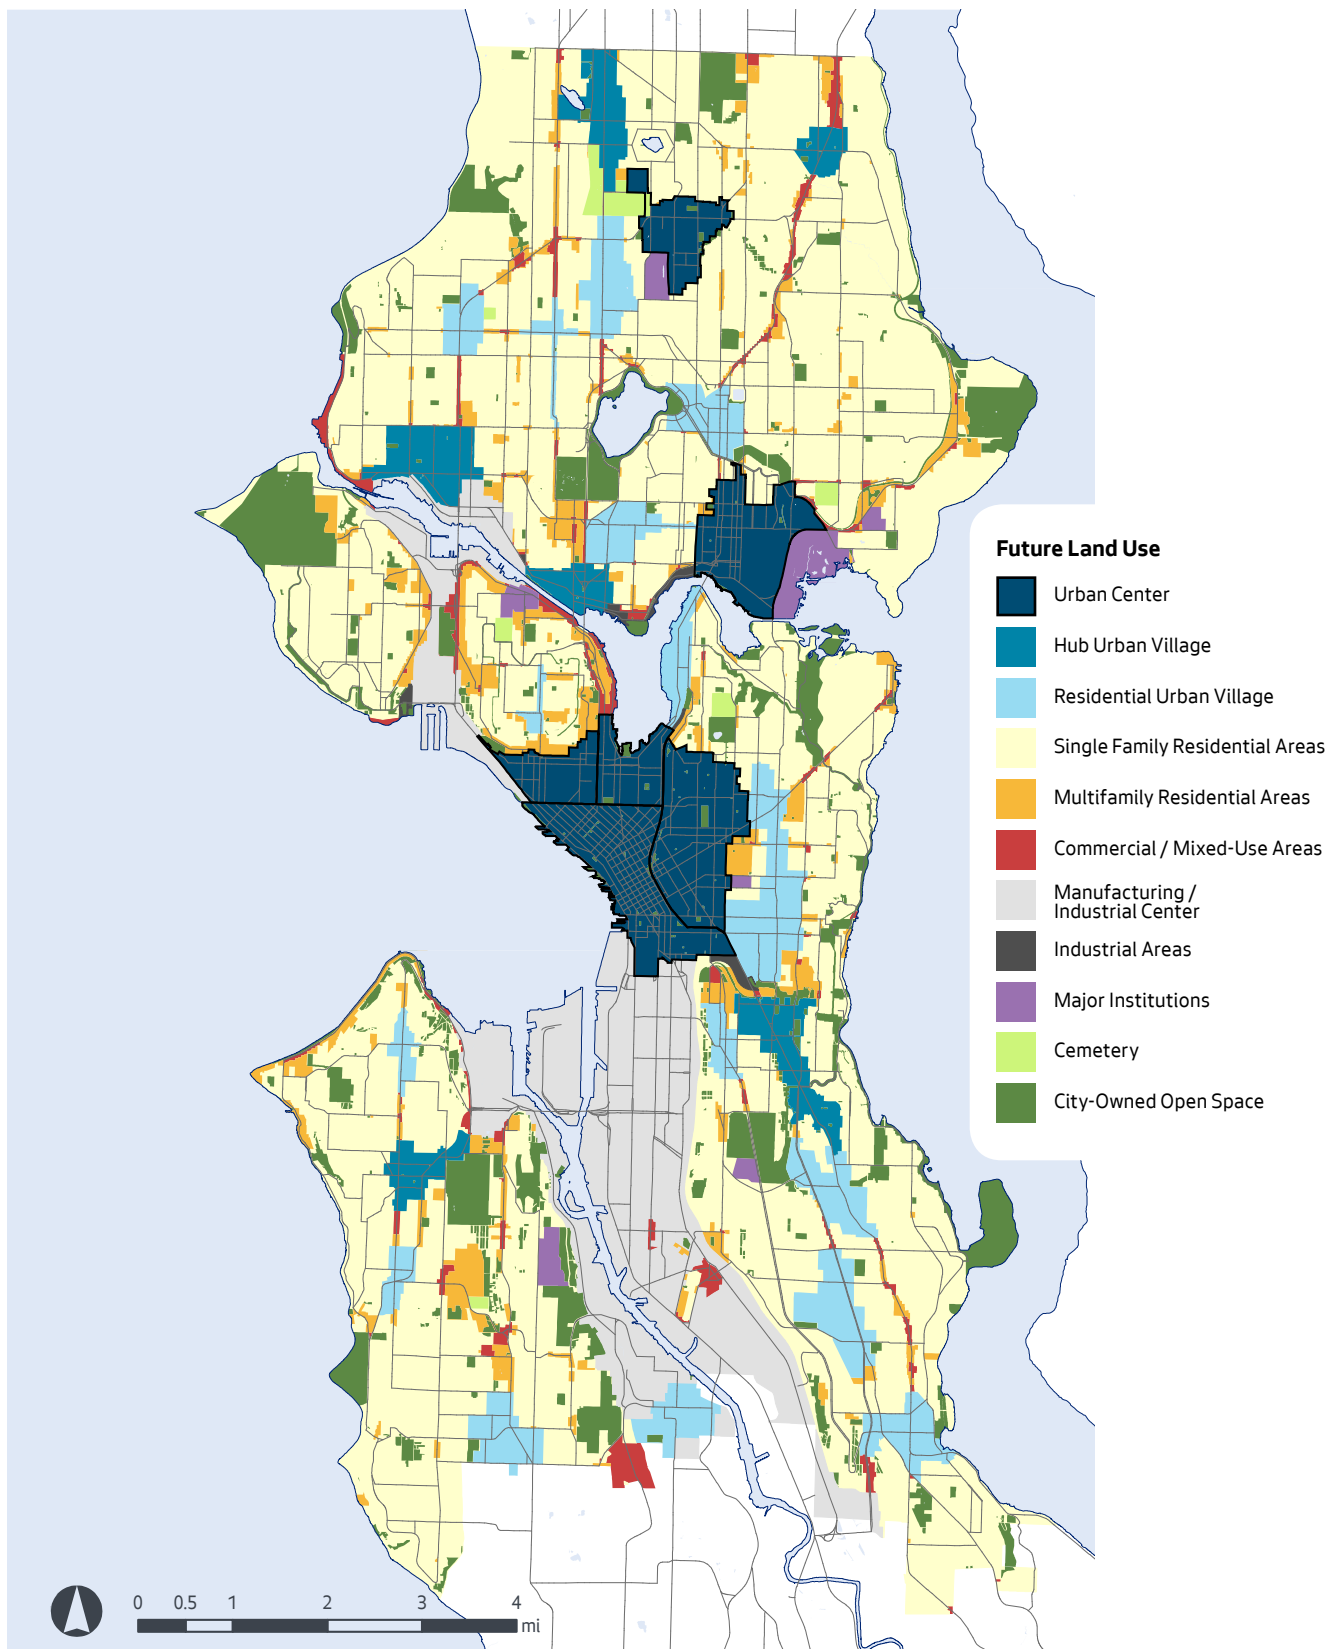 Future Land Use
Urban Center
Hub Urban Village
Residential Urban Village
Single Family Residential Areas
Multifamily Residential Areas
Commercial / Mixed-Use Areas
Manufacturing /
Industrial Center
Industrial Areas
Major Institutions
Cemetery
City-Owned Open Space
0 0.5 1 2 3 4
mi